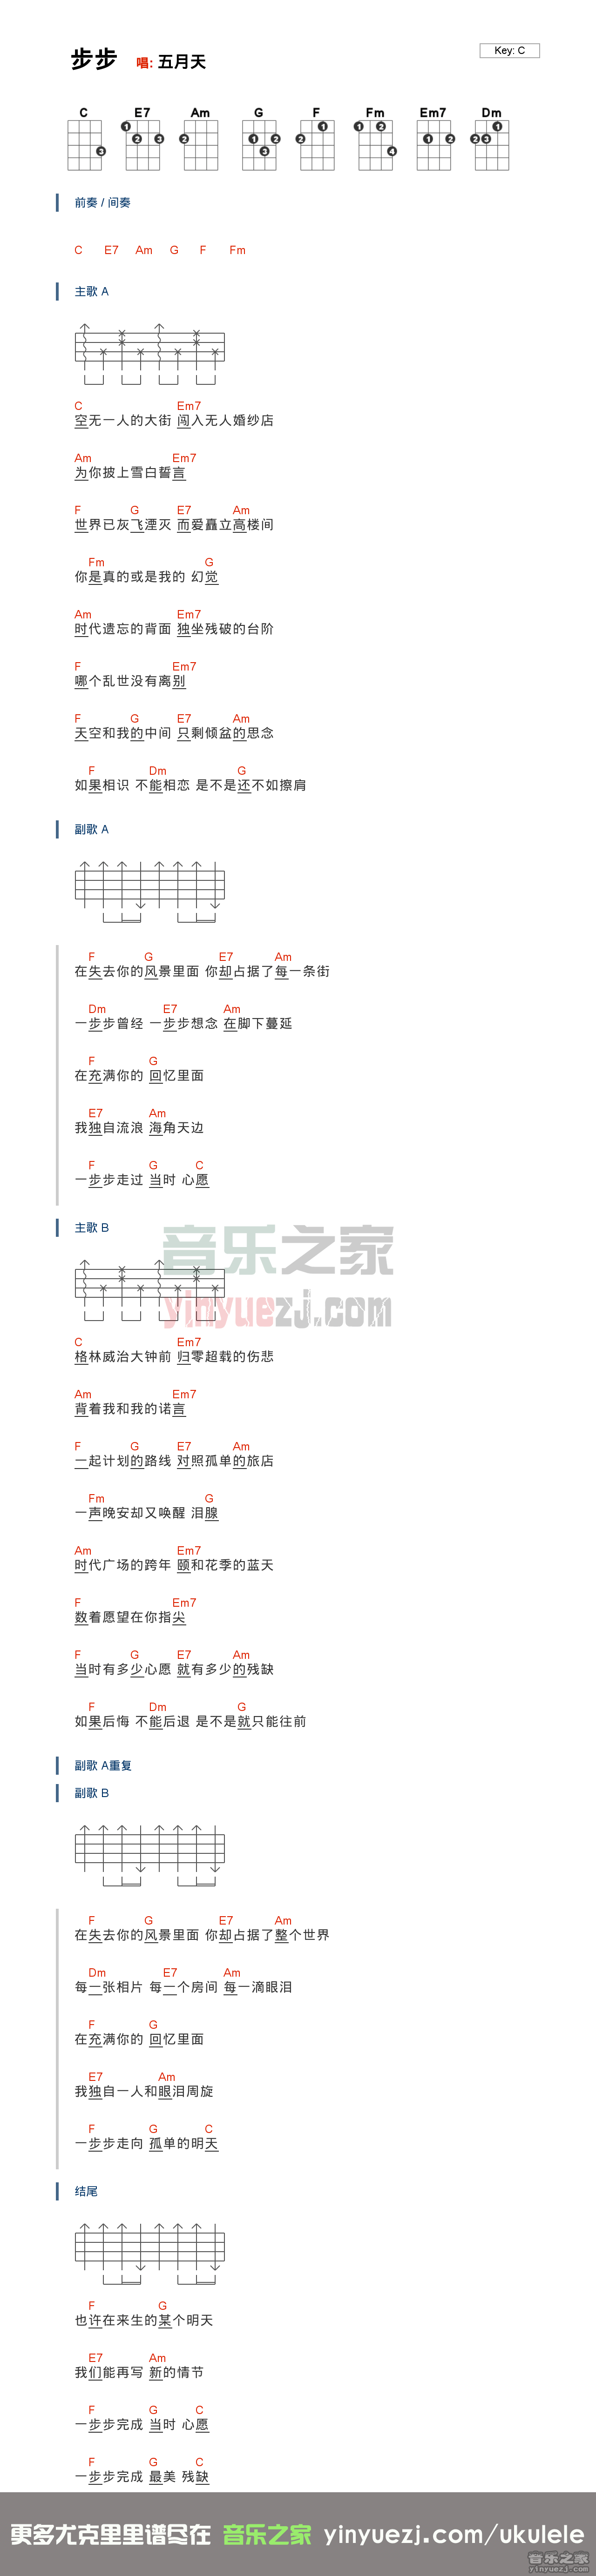 步步 唱: 五月天
Key: C
C E7 Am G F Fm Em7 Dm
1 2 3 1 2 3 2 1 2 3 1 2 1 2 4 1 2 1 2 3
前奏 / 间奏
C E7 Am G F Fm
主歌 A
C Em7
空无一人的大街 闯入无人婚纱店
Am Em7
为你披上雪白誓言
F G E7 Am
世界已灰飞湮灭 而爱矗立高楼间
Fm G
你是真的或是我的 幻觉
Am Em7
时代遗忘的背面 独坐残破的台阶
F Em7
哪个乱世没有离别
F G E7 Am
天空和我的中间 只剩倾盆的思念
F Dm G
如果相识 不能相恋 是不是还不如擦肩
副歌 A
F G E7 Am
在失去你的风景里面 你却占据了每一条街
Dm E7 Am
一步步曾经 一步步想念 在脚下蔓延
F G
在充满你的 回忆里面
E7 Am
我独自流浪 海角天边
F G C
一步步走过 当时 心愿
主歌 B
音乐之家
yinyuezj.com
C Em7
格林威治大钟前 归零超载的伤悲
Am Em7
背着我和我的诺言
F G E7 Am
一起计划的路线 对照孤单的旅店
Fm G
一声晚安却又唤醒 泪腺
Am Em7
时代广场的跨年 颐和花季的蓝天
F Em7
数着愿望在你指尖
F G E7 Am
当时有多少心愿 就有多少的残缺
F Dm G
如果后悔 不能后退 是不是就只能往前
副歌 A重复
副歌 B
F G E7 Am
在失去你的风景里面 你却占据了整个世界
Dm E7 Am
每一张相片 每一个房间 每一滴眼泪
F G
在充满你的 回忆里面
E7 Am
我独自一人和眼泪周旋
F G C
一步步走向 孤单的明天
结尾
F G
也许在来生的某个明天
E7 Am
我们能再写 新的情节
F G C
一步步完成 当时 心愿
F G C
一步步完成 最美 残缺
更多尤克里里谱尽在 音乐之家 yinyuezj.com/ukulele
音乐之家
yinyuezj.com